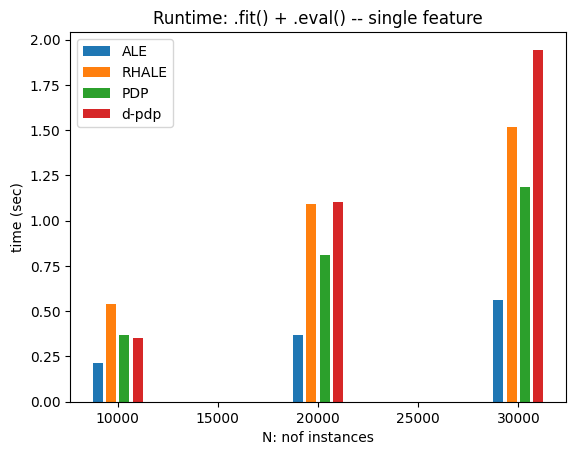 Runtime: .fit() + .eval() -- single feature
ALE
RHALE
PDP
d-pdp
time (sec)
2.00
1.75
1.50
1.25
1.00
0.75
0.50
0.25
0.00
10000 15000 20000 25000 30000
N: nof instances